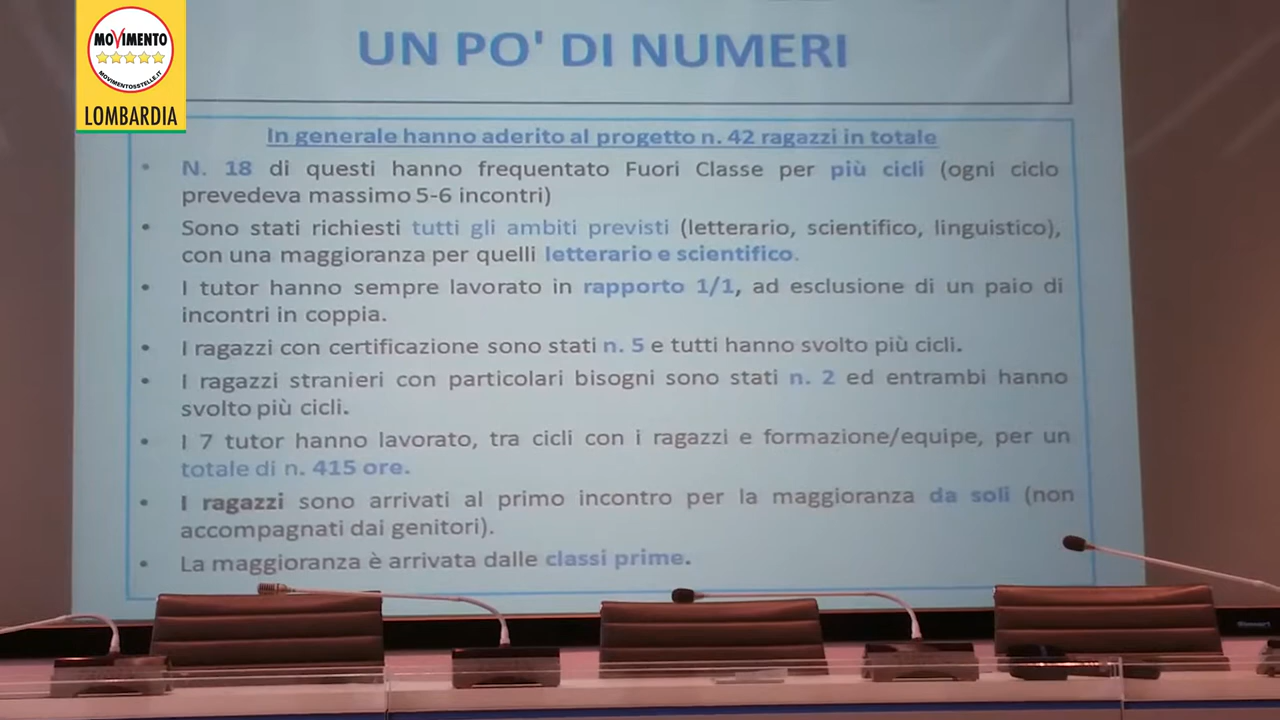 MOVIMENTO
MOVIMENTO5STELLE.IT
LOMBARDIA
UN PO' DI NUMERI
In generale hanno aderito al progetto n. 42 ragazzi in totale
• N. 18 di questi hanno frequentato Fuori Classe per più cicli (ogni ciclo
prevedeva massimo 5-6 incontri)
• Sono stati richiesti tutti gli ambiti previsti (letterario, scientifico, linguistico),
con una maggioranza per quelli letterario e scientifico.
• I tutor hanno sempre lavorato in rapporto 1/1, ad esclusione di un paio di
incontri in coppia.
• I ragazzi con certificazione sono stati n. 5 e tutti hanno svolto più cicli.
• I ragazzi stranieri con particolari bisogni sono stati n. 2 ed entrambi hanno
svolto più cicli.
• I 7 tutor hanno lavorato, tra cicli con i ragazzi e formazione/equipe, per un
totale di n. 415 ore.
• I ragazzi sono arrivati al primo incontro per la maggioranza da soli (non
accompagnati dai genitori).
• La maggioranza è arrivata dalle classi prime.